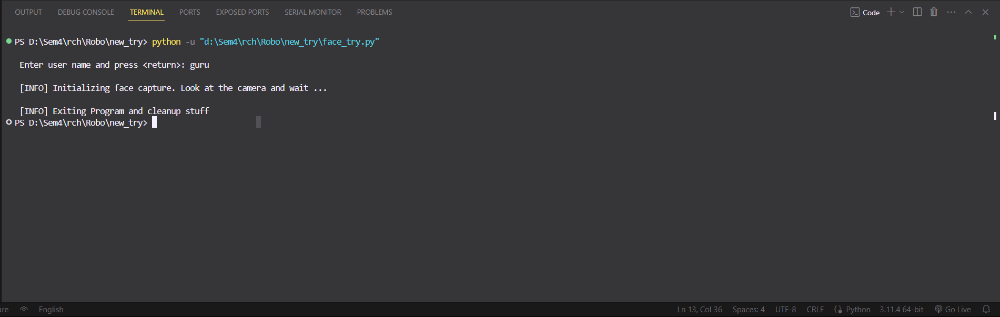 OUTPUT DEBUG CONSOLE TERMINAL PORTS EXPOSED PORTS SERIAL MONITOR PROBLEMS Code
PS D:\Sem4\rch\Robo\new_try> python -u "d:\Sem4\rch\Robo\new_try\face_try.py"
Enter user name and press <return>: guru
[INFO] Initializing face capture. Look at the camera and wait ...
[INFO] Exiting Program and cleanup stuff
PS D:\Sem4\rch\Robo\new_try>
are English Ln 13, Col 36 Spaces: 4 UTF-8 CRLF Python 3.11.4 64-bit Go Live